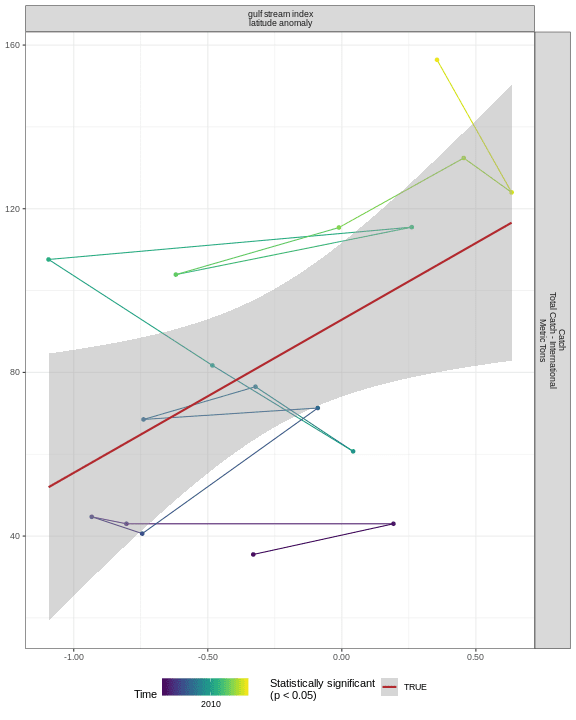 gulf stream index
latitude anomaly
160
120
80
40
-1.00
-0.50
0.00
0.50
Catch
Total Catch - International
Metric Tons
Time
2010
Statistically significant
(p < 0.05)
TRUE